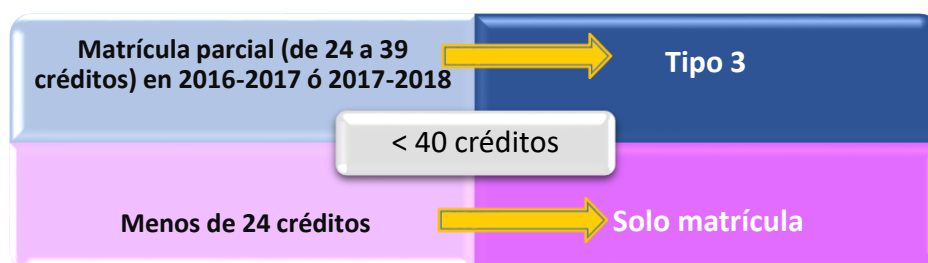 Matrícula parcial (de 24 a 39
créditos) en 2016-2017 ó 2017-2018
Tipo 3
< 40 créditos
Menos de 24 créditos
Solo matrícula